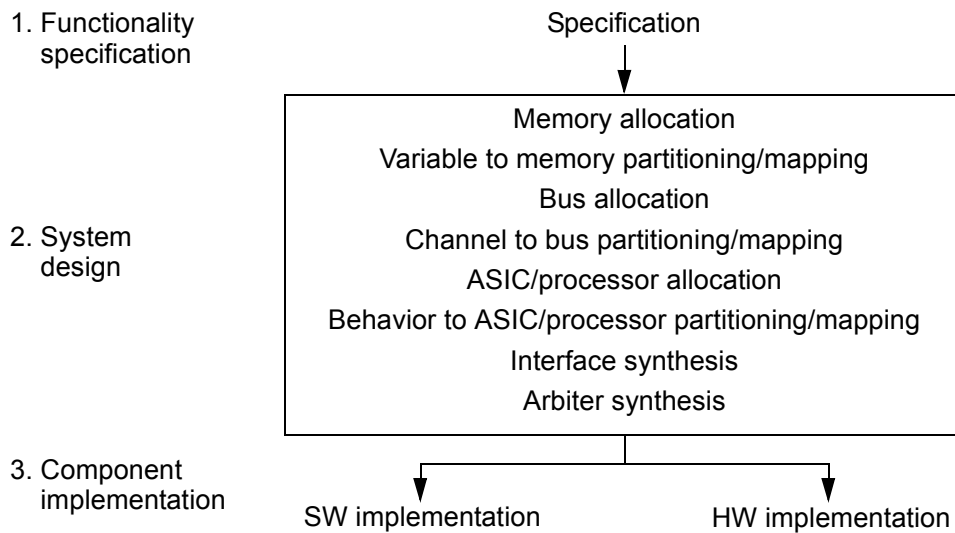 1. Functionality
specification
Specification
Memory allocation
Variable to memory partitioning/mapping
Bus allocation
2. System
design
Channel to bus partitioning/mapping
ASIC/processor allocation
Behavior to ASIC/processor partitioning/mapping
Interface synthesis
Arbiter synthesis
3. Component
implementation
SW implementation
HW implementation